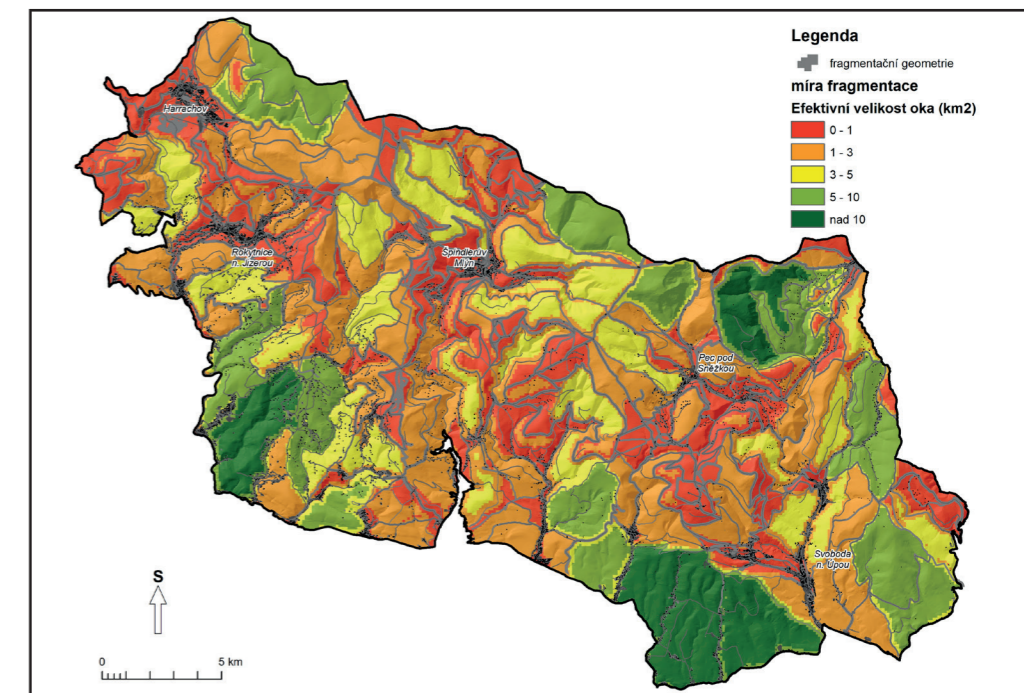 Legenda
fragmentační geometrie
míra fragmentace
Efektivní velikost oka (km2)
0 - 1
1 - 3
3 - 5
5 - 10
nad 10
Harrachov
Rokytnice
n. Jizerou
Špindlerův
Mlýn
Pec pod
Sněžkou
Svoboda
n. Úpou
S
0
5 km